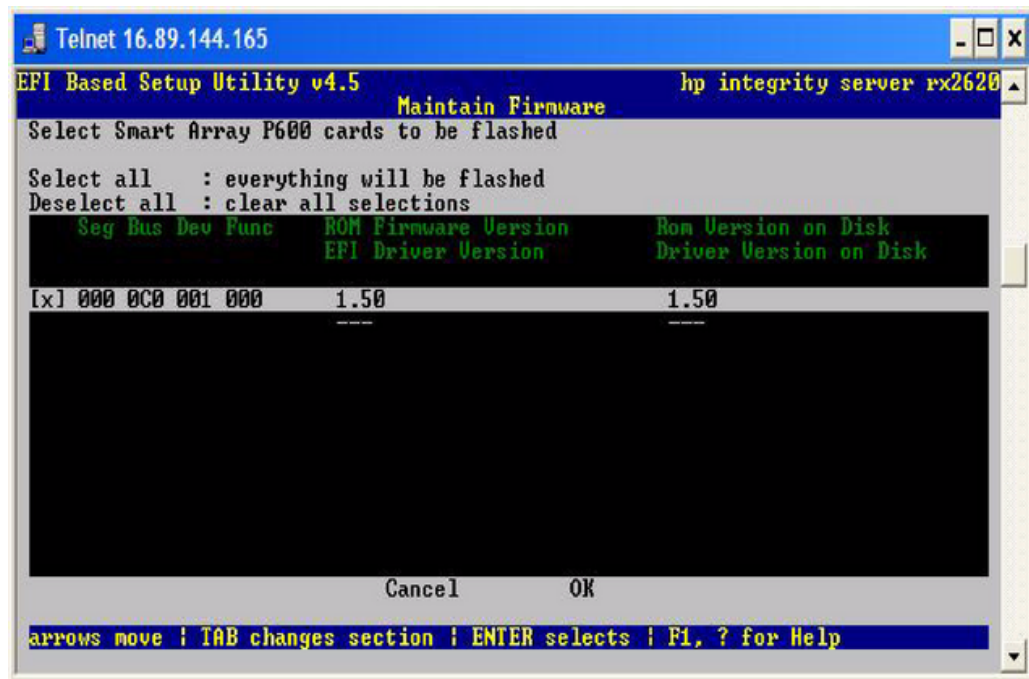 Telnet 16.89.144.165
EFI Based Setup Utility v4.5 hp integrity server rx2620
Maintain Firmware
Select Smart Array P600 cards to be flashed
Select all : everything will be flashed
Deselect all : clear all selections
Seg Bus Dev Func ROM Firmware Version Rom Version on Disk
EFI Driver Version Driver Version on Disk
[x] 000 0C0 001 000 1.50 1.50
--- ---
Cancel OK
arrows move ¦ TAB changes section ¦ ENTER selects ¦ F1, ? for Help